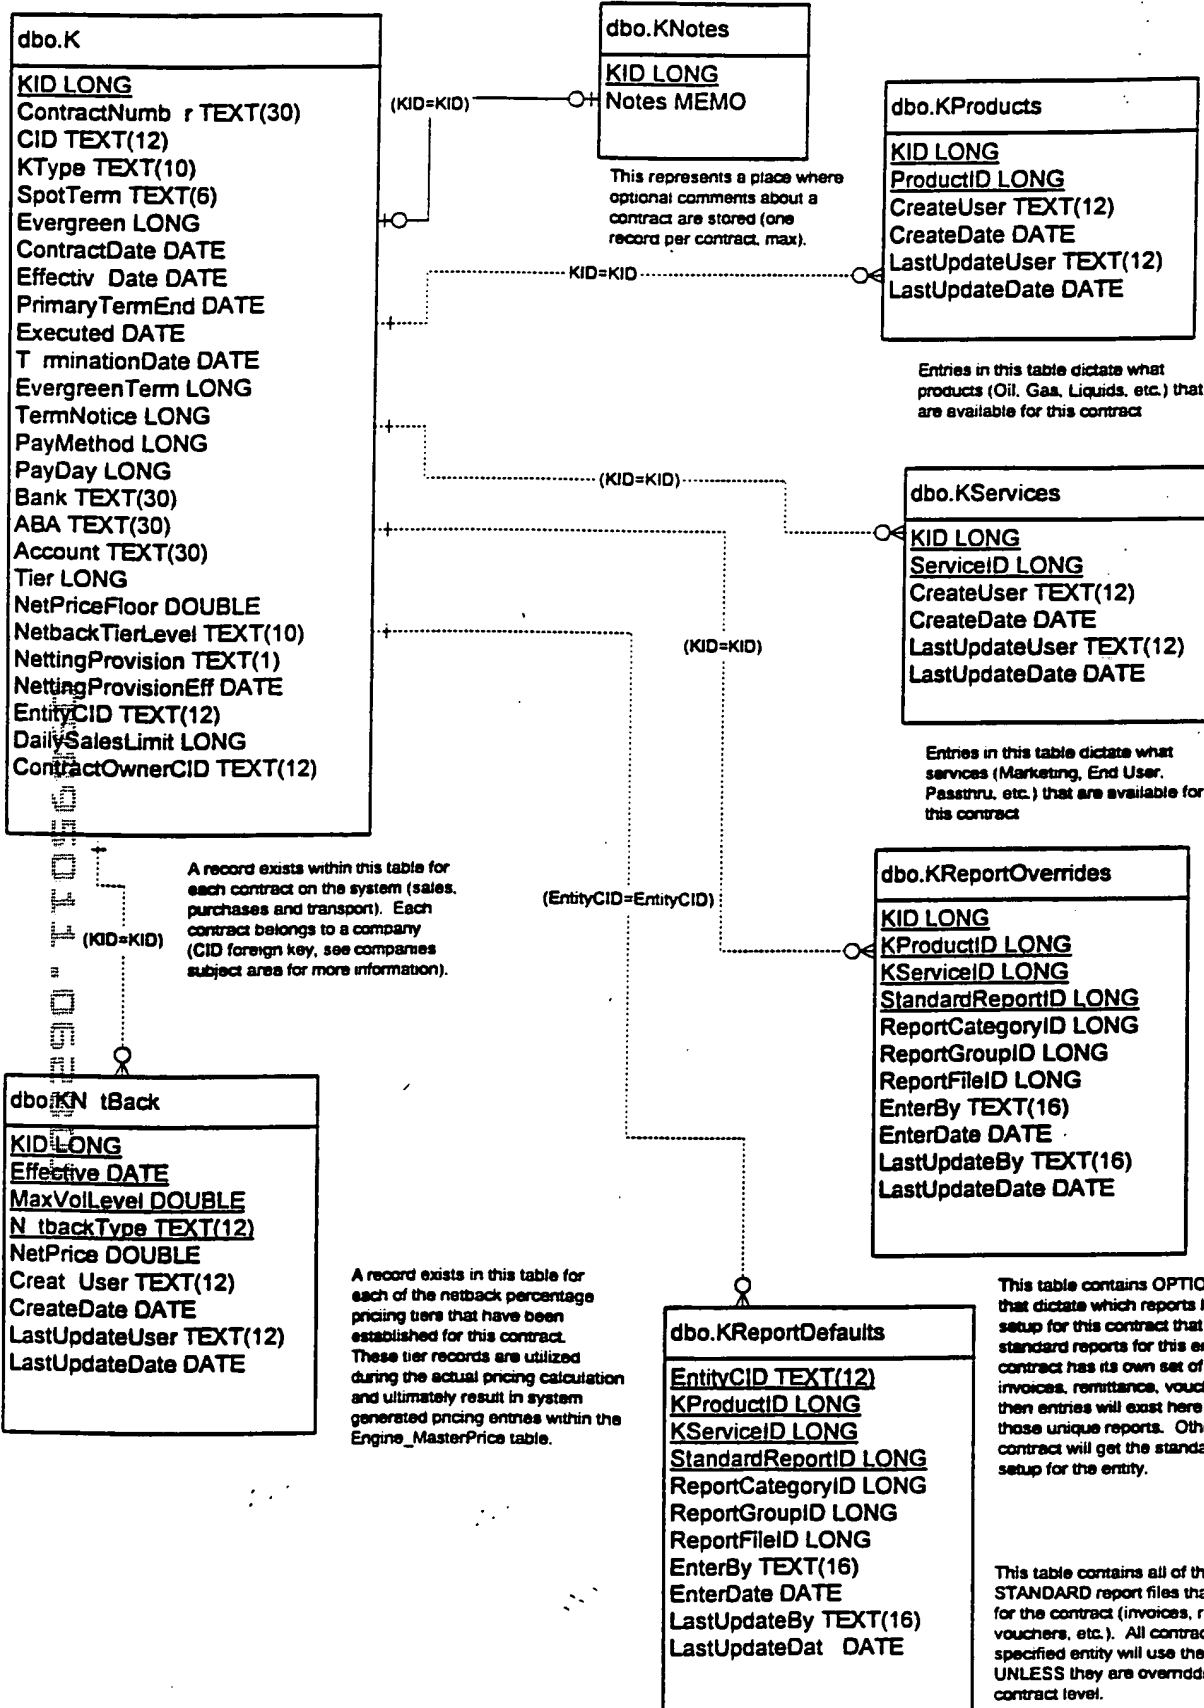 dbo.K
KID LONG
ContractNumb r TEXT(30)
CID TEXT(12)
KType TEXT(10)
SpotTerm TEXT(6)
Evergreen LONG
ContractDate DATE
Effectiv Date DATE
PrimaryTermEnd DATE
Executed DATE
T rminationDate DATE
EvergreenTerm LONG
TermNotice LONG
PayMethod LONG
PayDay LONG
Bank TEXT(30)
ABA TEXT(30)
Account TEXT(30)
Tier LONG
NetPriceFloor DOUBLE
NetbackTierLevel TEXT(10)
NettingProvision TEXT(1)
NettingProvisionEff DATE
EntityCID TEXT(12)
DailySalesLimit LONG
ContractOwnerCID TEXT(12)
(KID=KID)
dbo.KNotes
KID LONG
Notes MEMO
This represents a place where
optional comments about a
contract are stored (one
record per contract, max).
KID=KID
dbo.KProducts
KID LONG
ProductID LONG
CreateUser TEXT(12)
CreateDate DATE
LastUpdateUser TEXT(12)
LastUpdateDate DATE
Entries in this table dictate what
products (Oil, Gas, Liquids, etc.) that
are available for this contract
(KID=KID)
dbo.KServices
KID LONG
ServiceID LONG
CreateUser TEXT(12)
CreateDate DATE
LastUpdateUser TEXT(12)
LastUpdateDate DATE
Entries in this table dictate what
services (Marketing, End User,
Passthru, etc.) that are available for
this contract
(KID=KID)
dbo.KReportOverrides
KID LONG
KProductID LONG
KServiceID LONG
StandardReportID LONG
ReportCategoryID LONG
ReportGroupID LONG
ReportFileID LONG
EnterBy TEXT(16)
EnterDate DATE
LastUpdateBy TEXT(16)
LastUpdateDate DATE
A record exists within this table for
each contract on the system (sales,
purchases and transport). Each
contract belongs to a company
(CID foreign key, see companies
subject area for more information).
(EntityCID=EntityCID)
(KID=KID)
dbo.KN tBack
KID LONG
Effective DATE
MaxVolLevel DOUBLE
N tbackType TEXT(12)
NetPrice DOUBLE
Creat User TEXT(12)
CreateDate DATE
LastUpdateUser TEXT(12)
LastUpdateDate DATE
A record exists in this table for
each of the netback percentage
pricing tiers that have been
established for this contract.
These tier records are utilized
during the actual pricing calculation
and ultimately result in system
generated pricing entries within the
Engine_MasterPrice table.
dbo.KReportDefaults
EntityCID TEXT(12)
KProductID LONG
KServiceID LONG
StandardReportID LONG
ReportCategoryID LONG
ReportGroupID LONG
ReportFileID LONG
EnterBy TEXT(16)
EnterDate DATE
LastUpdateBy TEXT(16)
LastUpdateDat DATE
This table contains OPTIO
that dictate which reports
setup for this contract that
standard reports for this e
contract has its own set of
invoices, remittance, vouc
then entries will exist here
those unique reports. Oth
contract will get the standa
setup for the entity.
This table contains all of th
STANDARD report files tha
for the contract (invoices, r
vouchers, etc.). All contrac
specified entity will use the
UNLESS they are overridd
contract level.